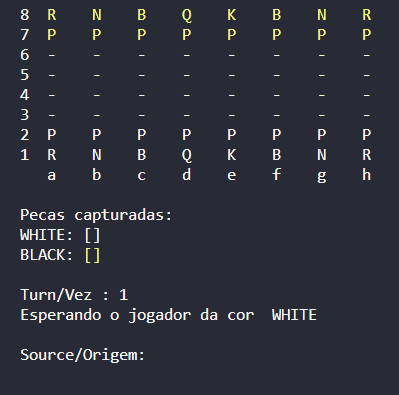 8 R N B Q K B N R
7 P P P P P P P P
6 - - - - - - - -
5 - - - - - - - -
4 - - - - - - - -
3 - - - - - - - -
2 P P P P P P P P
1 R N B Q K B N R
a b c d e f g h
Pecas capturadas:
WHITE: []
BLACK: []
Turn/Vez : 1
Esperando o jogador da cor WHITE
Source/Origem: